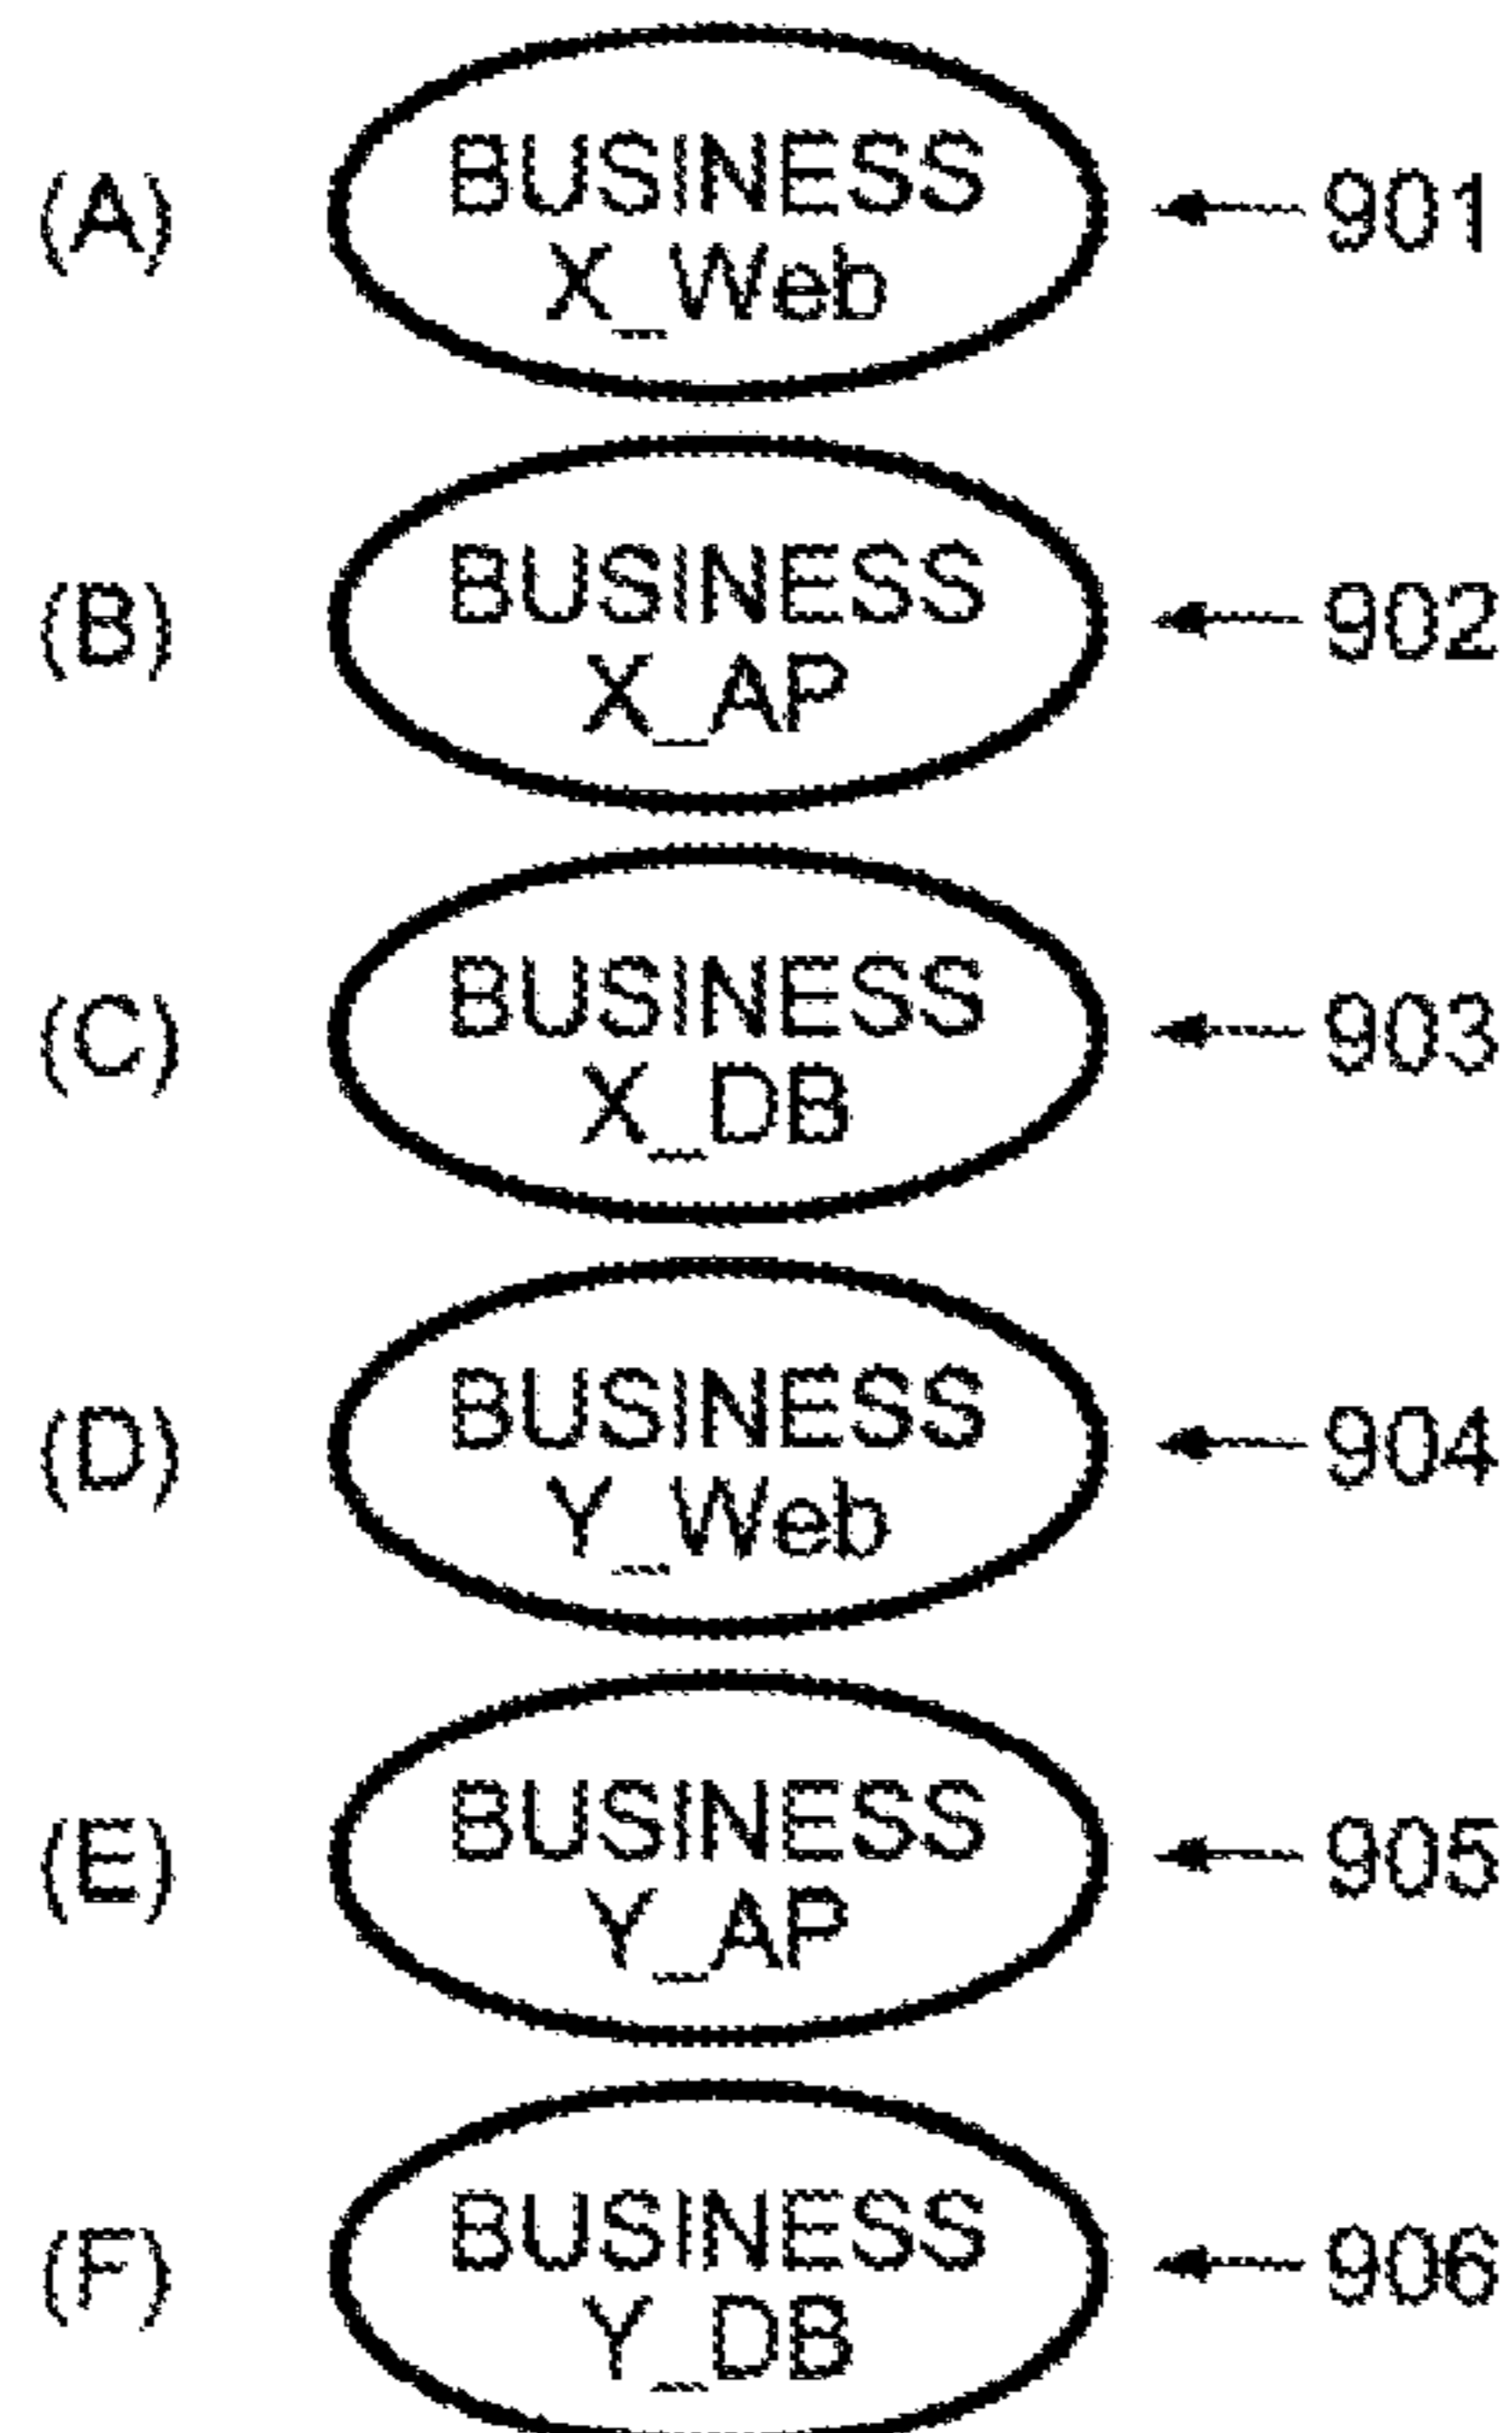 (A) BUSINESS X_Web 901
(B) BUSINESS X_AP 902
(C) BUSINESS X_DB 903
(D) BUSINESS Y_Web 904
(E) BUSINESS Y_AP 905
(F) BUSINESS Y_DB 906